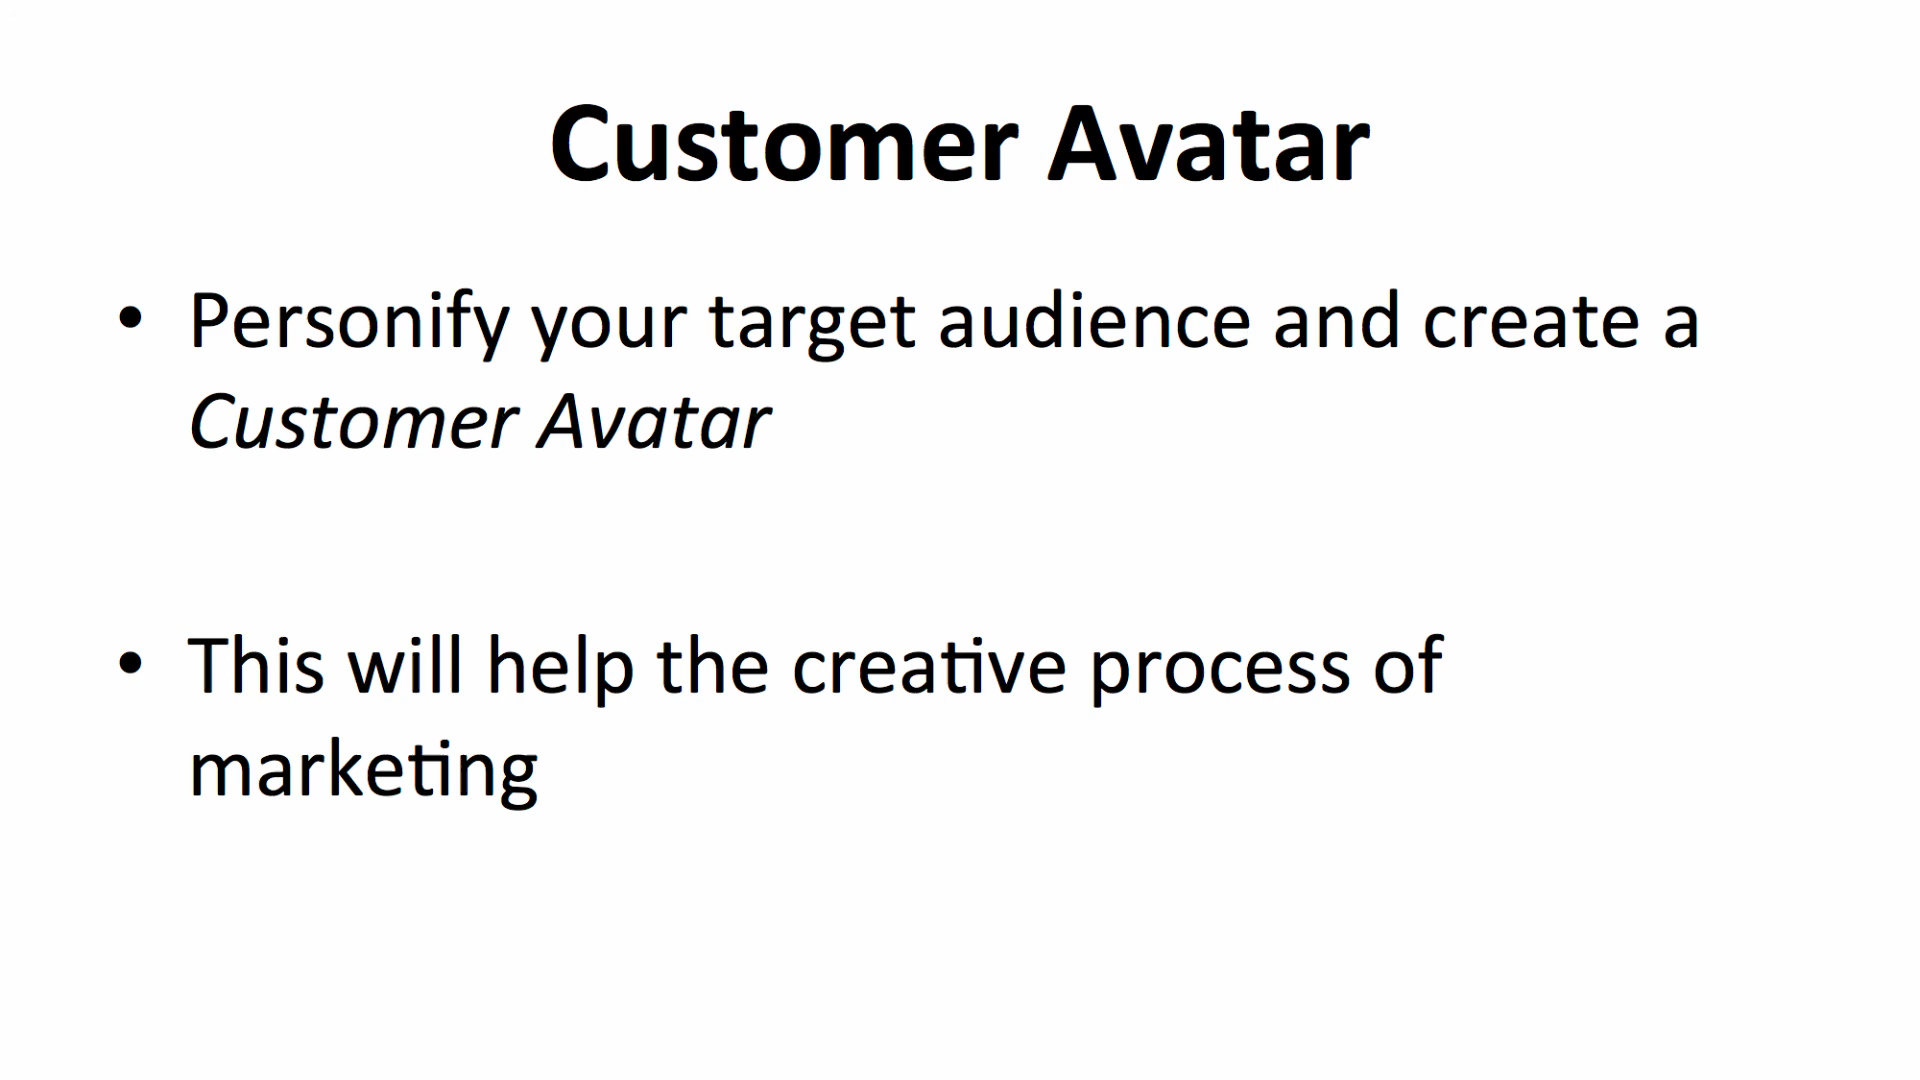 Customer Avatar
• Personify your target audience and create a
Customer Avatar
• This will help the creative process of
marketing